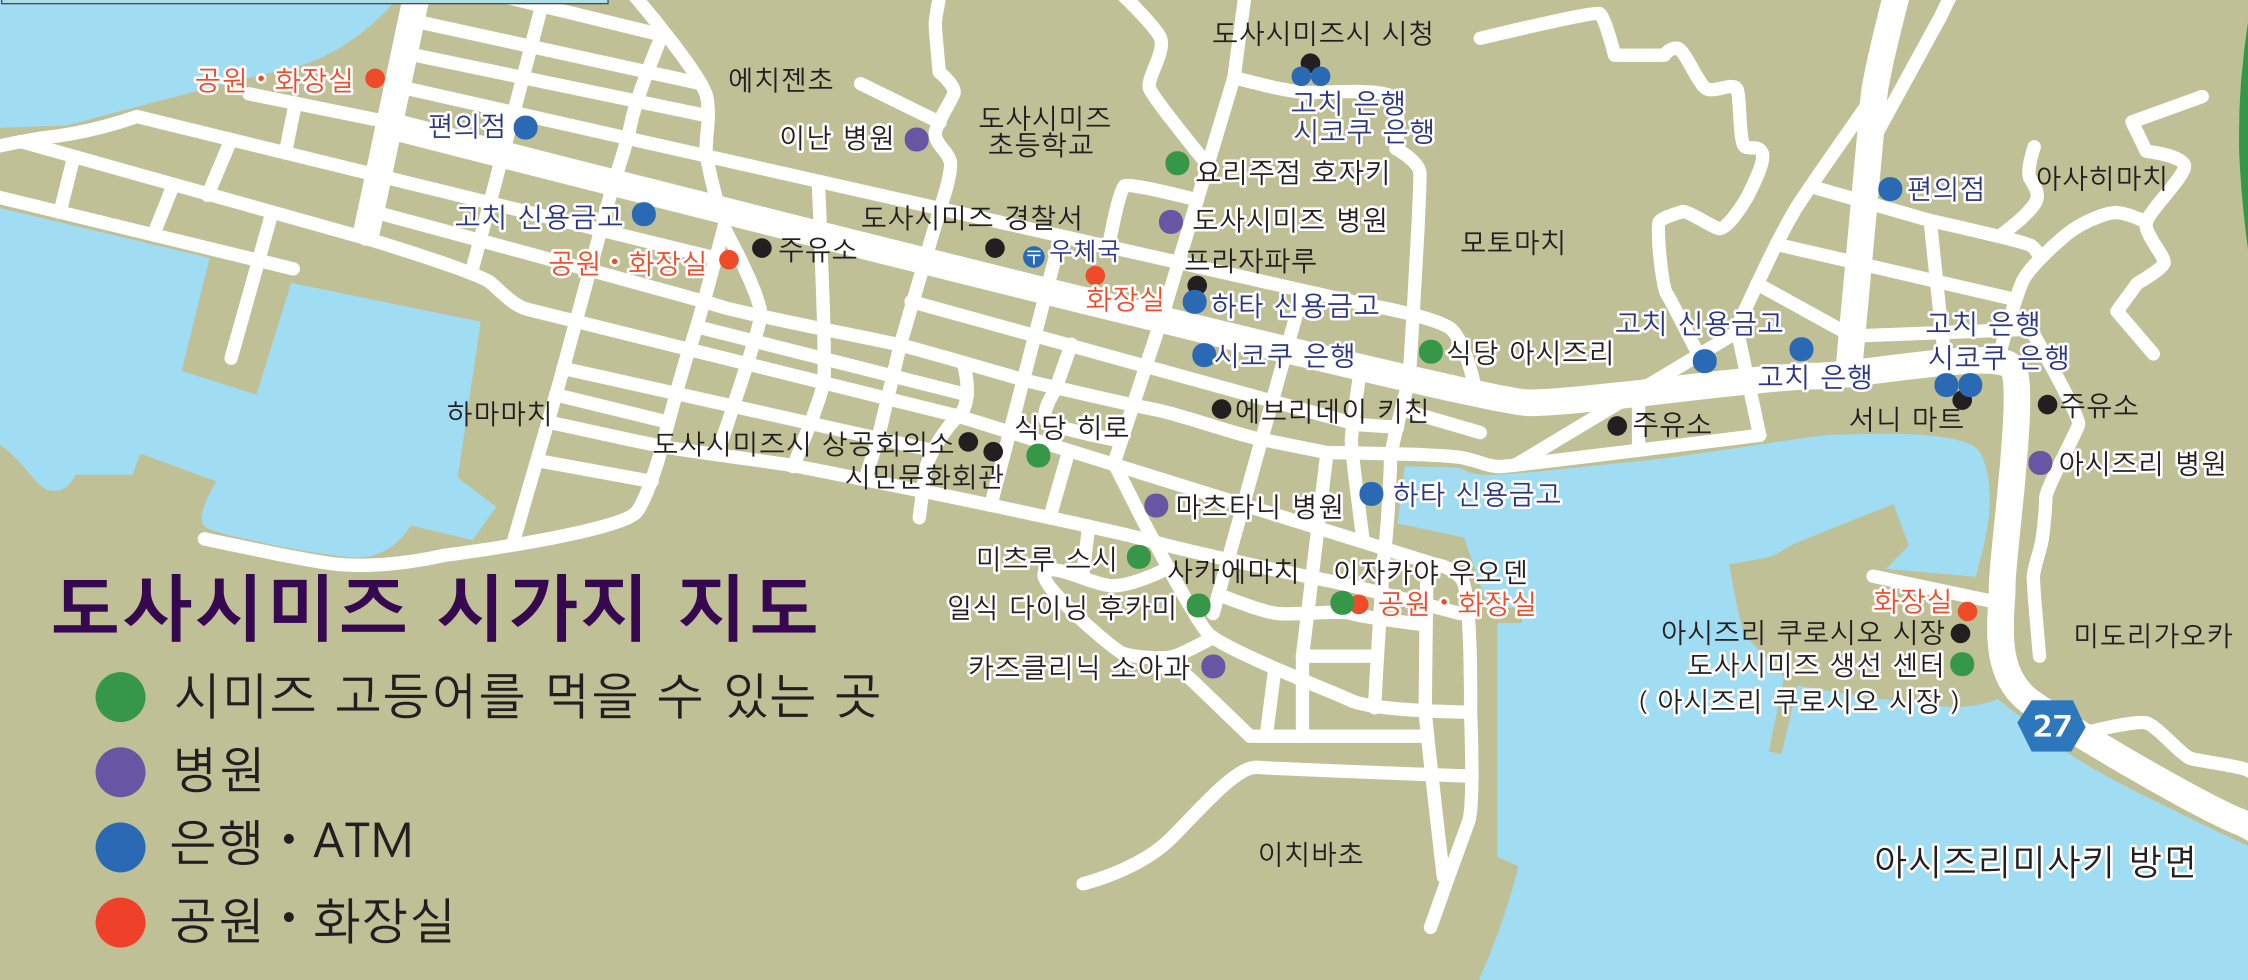 도사시미즈시 시청
고치 은행
시코쿠 은행
공원・화장실
에치젠초
편의점
이난 병원
도사시미즈
초등학교
요리주점 호자키
아사히마치
편의점
고치 신용금고
도사시미즈 경찰서
도사시미즈 병원
주유소
우체국
공원・화장실
모토마치
프라자파루
화장실
하타 신용금고
고치 신용금고
고치 은행
시코쿠 은행
시코쿠 은행
식당 아시즈리
고치 은행
하마마치
에브리데이 키친
주유소
서니 마트
주유소
식당 히로
도사시미즈시 상공회의소
시민문화회관
아시즈리 병원
하타 신용금고
마츠타니 병원
미츠루 스시
사카에마치
이자카야 우오덴
일식 다이닝 후카미
공원・화장실
화장실
아시즈리 쿠로시오 시장
미도리가오카
도사시미즈 생선 센터
( 아시즈리 쿠로시오 시장 )
카즈클리닉 소아과
27
이치바초
아시즈리미사키 방면
도사시미즈 시가지 지도
시미즈 고등어를 먹을 수 있는 곳
병원
은행・ATM
공원・화장실